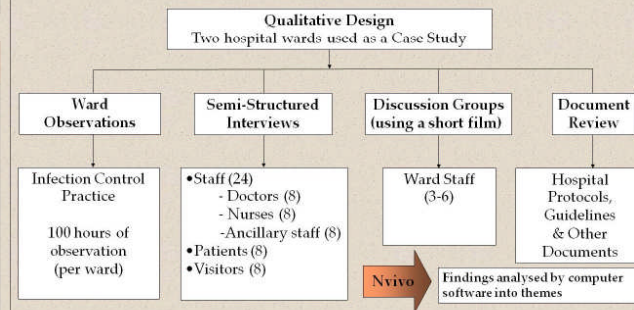 Qualitative Design
Two hospital wards used as a Case Study
Ward
Observations
Semi-Structured
Interviews
Discussion Groups
(using a short film)
Document
Review
Infection Control
Practice
100 hours of
observation
(per ward)
•Staff (24)
- Doctors (8)
- Nurses (8)
-Ancillary staff (8)
•Patients (8)
•Visitors (8)
Ward Staff
(3-6)
Hospital
Protocols,
Guidelines
& Other
Documents
Nvivo
Findings analysed by computer
software into themes